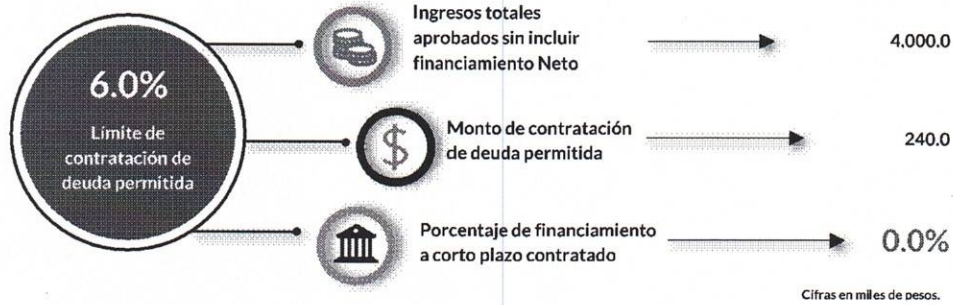 6.0%
Límite de
contratación de
deuda permitida
Ingresos totales
aprobados sin incluir
financiamiento Neto
4.000.0
$
Monto de contratación
de deuda permitida
240.0
Porcentaje de financiamiento
a corto plazo contratado
0.0%
Cifras en miles de pesos.